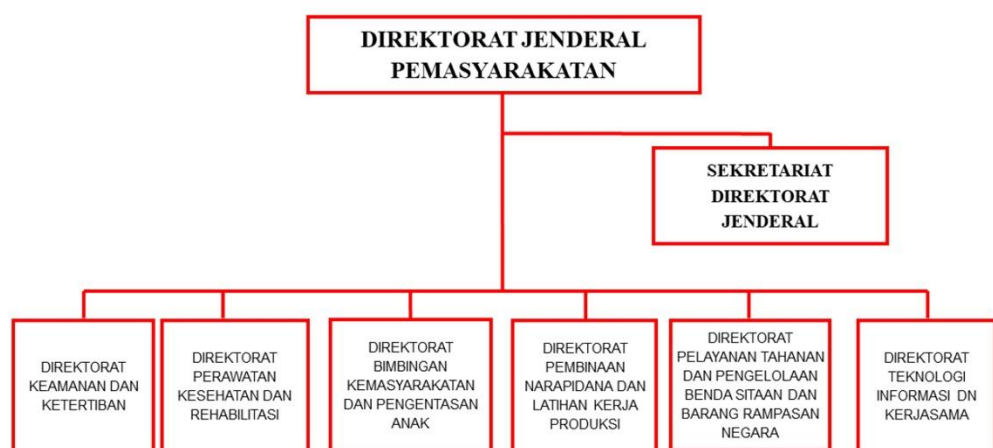 DIREKTORAT JENDERAL
PEMASYARAKATAN
SEKRETARIAT
DIREKTORAT
JENDERAL
DIREKTORAT
KEAMANAN DAN
KETERTIBAN
DIREKTORAT
PERAWATAN
KESEHATAN DAN
REHABILITASI
DIREKTORAT
BIMBINGAN
KEMASYARAKATAN
DAN PENGENTASAN
ANAK
DIREKTORAT
PEMBINAAN
NARAPIDANA DAN
LATIHAN KERJA
PRODUKSI
DIREKTORAT
PELAYANAN TAHANAN
DAN PENGELOLAAN
BENDA SITAAN DAN
BARANG RAMPASAN
NEGARA
DIREKTORAT
TEKNOLOGI
INFORMASI DN
KERJASAMA